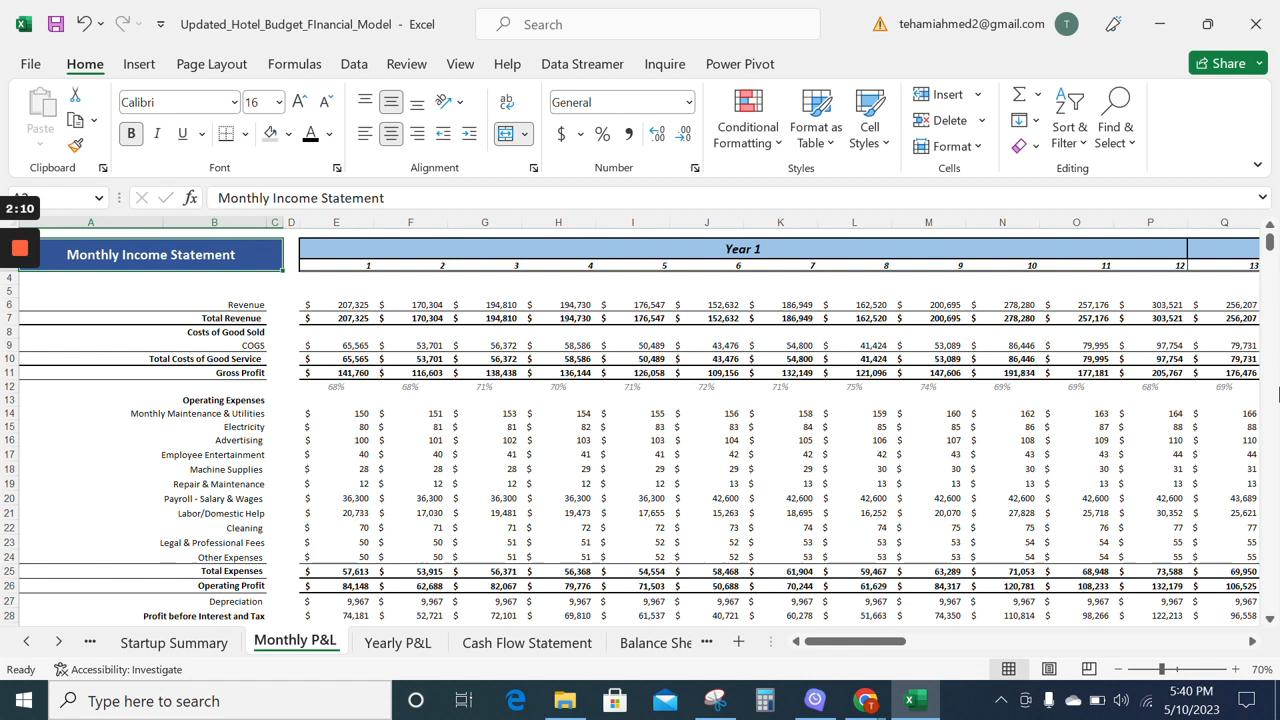 Updated_Hotel_Budget_FInancial_Model - Excel
Search
tehamiahmed2@gmail.com
T
File Home Insert Page Layout Formulas Data Review View Help Data Streamer Inquire Power Pivot Share
Paste
Calibri 16
General
Conditional Formatting
Format as Table
Cell Styles
Insert
Delete
Format
Sort & Filter
Find & Select
Clipboard Font Alignment Number Styles Cells Editing
Monthly Income Statement
2:10
A B C D E F G H I J K L M N O P Q
Monthly Income Statement Year 1
1 2 3 4 5 6 7 8 9 10 11 12 13
4
5
6 Revenue $ 207,325 $ 170,304 $ 194,810 $ 194,730 $ 176,547 $ 152,632 $ 186,949 $ 162,520 $ 200,695 $ 278,280 $ 257,176 $ 303,521 $ 256,207
7 Total Revenue $ 207,325 $ 170,304 $ 194,810 $ 194,730 $ 176,547 $ 152,632 $ 186,949 $ 162,520 $ 200,695 $ 278,280 $ 257,176 $ 303,521 $ 256,207
8 Costs of Good Sold
9 COGS $ 65,565 $ 53,701 $ 56,372 $ 58,586 $ 50,489 $ 43,476 $ 54,800 $ 41,424 $ 53,089 $ 86,446 $ 79,995 $ 97,754 $ 79,731
10 Total Costs of Good Service $ 65,565 $ 53,701 $ 56,372 $ 58,586 $ 50,489 $ 43,476 $ 54,800 $ 41,424 $ 53,089 $ 86,446 $ 79,995 $ 97,754 $ 79,731
11 Gross Profit $ 141,760 $ 116,603 $ 138,438 $ 136,144 $ 126,058 $ 109,156 $ 132,149 $ 121,096 $ 147,606 $ 191,834 $ 177,181 $ 205,767 $ 176,476
12 68% 68% 71% 70% 71% 72% 71% 75% 74% 69% 69% 68% 69%
13 Operating Expenses
14 Monthly Maintenance & Utilities $ 150 $ 151 $ 153 $ 154 $ 155 $ 156 $ 158 $ 159 $ 160 $ 162 $ 163 $ 164 $ 166
15 Electricity $ 80 $ 81 $ 81 $ 82 $ 83 $ 83 $ 84 $ 85 $ 85 $ 86 $ 87 $ 88 $ 88
16 Advertising $ 100 $ 101 $ 102 $ 103 $ 103 $ 104 $ 105 $ 106 $ 107 $ 108 $ 109 $ 110 $ 110
17 Employee Entertainment $ 40 $ 40 $ 41 $ 41 $ 41 $ 42 $ 42 $ 42 $ 43 $ 43 $ 43 $ 44 $ 44
18 Machine Supplies $ 28 $ 28 $ 28 $ 29 $ 29 $ 29 $ 29 $ 30 $ 30 $ 30 $ 30 $ 31 $ 31
19 Repair & Maintenance $ 12 $ 12 $ 12 $ 12 $ 12 $ 13 $ 13 $ 13 $ 13 $ 13 $ 13 $ 13 $ 13
20 Payroll - Salary & Wages $ 36,300 $ 36,300 $ 36,300 $ 36,300 $ 36,300 $ 42,600 $ 42,600 $ 42,600 $ 42,600 $ 42,600 $ 42,600 $ 42,600 $ 43,689
21 Labor/Domestic Help $ 20,733 $ 17,030 $ 19,481 $ 19,473 $ 17,655 $ 15,263 $ 18,695 $ 16,252 $ 20,070 $ 27,828 $ 25,718 $ 30,352 $ 25,621
22 Cleaning $ 70 $ 71 $ 71 $ 72 $ 72 $ 73 $ 74 $ 74 $ 75 $ 75 $ 76 $ 77 $ 77
23 Legal & Professional Fees $ 50 $ 50 $ 51 $ 51 $ 52 $ 52 $ 53 $ 53 $ 53 $ 54 $ 54 $ 55 $ 55
24 Other Expenses $ 50 $ 50 $ 51 $ 51 $ 52 $ 52 $ 53 $ 53 $ 53 $ 54 $ 54 $ 55 $ 55
25 Total Expenses $ 57,613 $ 53,915 $ 56,371 $ 56,368 $ 54,554 $ 58,468 $ 61,904 $ 59,467 $ 63,289 $ 71,053 $ 68,948 $ 73,588 $ 69,950
26 Operating Profit $ 84,148 $ 62,688 $ 82,067 $ 79,776 $ 71,503 $ 50,688 $ 70,244 $ 61,629 $ 84,317 $ 120,781 $ 108,233 $ 132,179 $ 106,525
27 Depreciation $ 9,967 $ 9,967 $ 9,967 $ 9,967 $ 9,967 $ 9,967 $ 9,967 $ 9,967 $ 9,967 $ 9,967 $ 9,967 $ 9,967 $ 9,967
28 Profit before Interest and Tax $ 74,181 $ 52,721 $ 72,101 $ 69,810 $ 61,537 $ 40,721 $ 60,278 $ 51,663 $ 74,350 $ 110,814 $ 98,266 $ 122,213 $ 96,558
Startup Summary Monthly P&L Yearly P&L Cash Flow Statement Balance She
Ready Accessibility: Investigate 70%
Type here to search
5:40 PM
5/10/2023